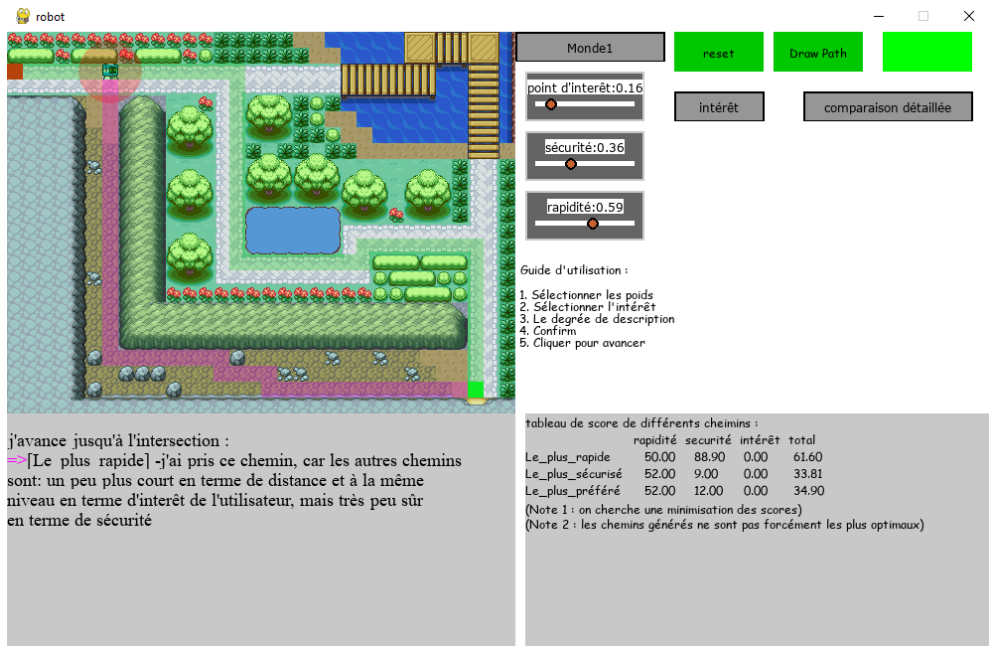 robot
Monde1
reset
Draw Path
point d'interêt:0.16
intérêt
comparaison détaillée
sécurité:0.36
rapidité:0.59
Guide d'utilisation :
1. Sélectionner les poids
2. Sélectionner l'intérêt
3. Le degrée de description
4. Confirm
5. Cliquer pour avancer
j'avance jusqu'à l'intersection :
=>[Le plus rapide] -j'ai pris ce chemin, car les autres chemins
sont: un peu plus court en terme de distance et à la même
niveau en terme d'interêt de l'utilisateur, mais très peu sûr
en terme de sécurité
tableau de score de différents cheimins :
rapidité securité intérêt total
Le_plus_rapide 50.00 88.90 0.00 61.60
Le_plus_sécurisé 52.00 9.00 0.00 33.81
Le_plus_préféré 52.00 12.00 0.00 34.90
(Note 1 : on cherche une minimisation des scores)
(Note 2 : les chemins générés ne sont pas forcément les plus optimaux)